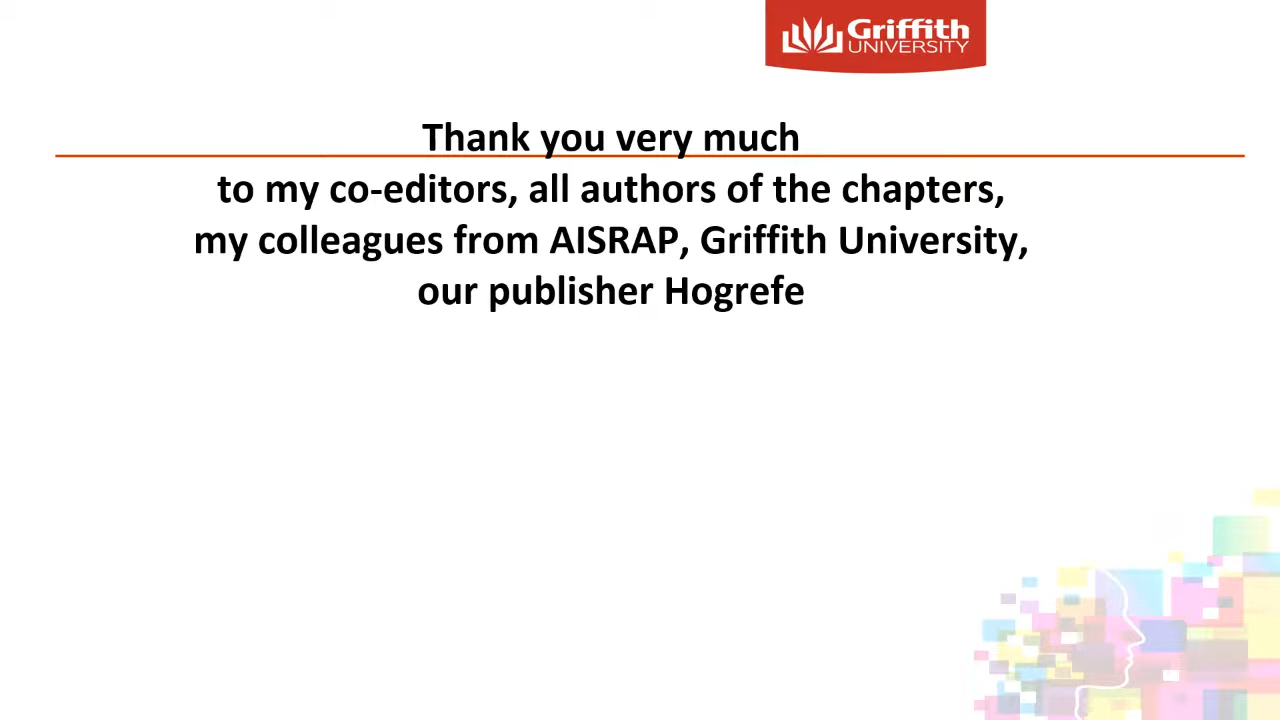 Griffith
UNIVERSITY
Thank you very much
to my co-editors, all authors of the chapters,
my colleagues from AISRAP, Griffith University,
our publisher Hogrefe